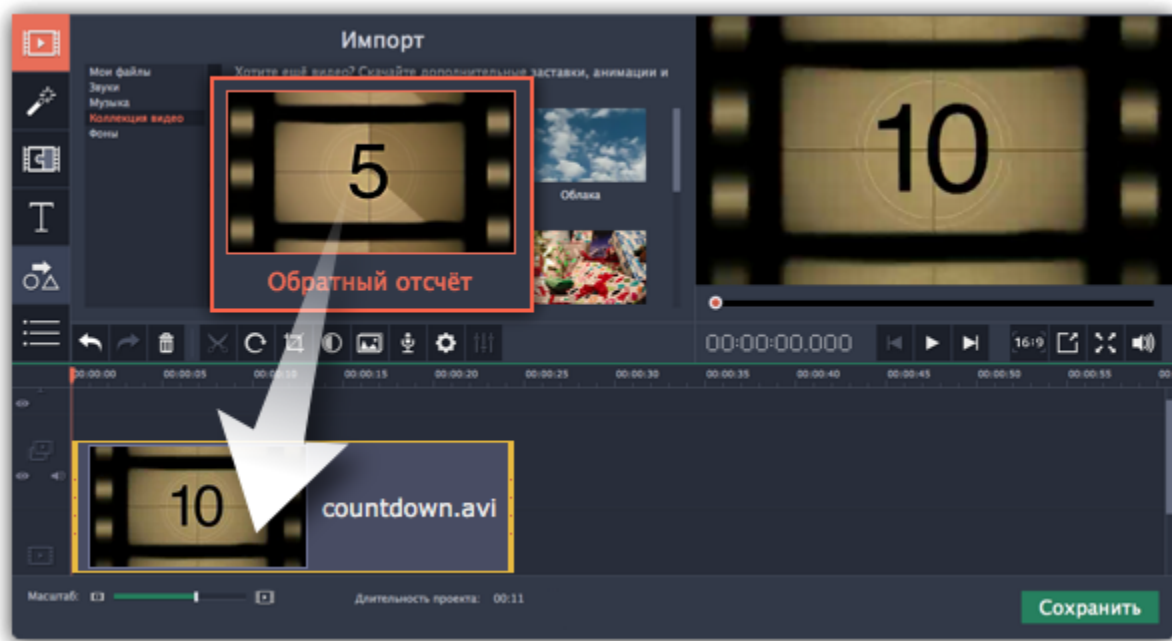 Импорт
Мои файлы
Звуки
Музыка
Коллекция видео
Фоны
Хотите ещё видео? Скачайте дополнительные заставки, анимации и
5
Обратный отсчёт
Облака
10
T
00:00:00.000
16:9
00:00:00 00:00:05 00:00:10 00:00:15 00:00:20 00:00:25 00:00:30 00:00:35 00:00:40 00:00:45 00:00:50 00:00:55 00
10
countdown.avi
Масштаб:
Длительность проекта: 00:11
Сохранить